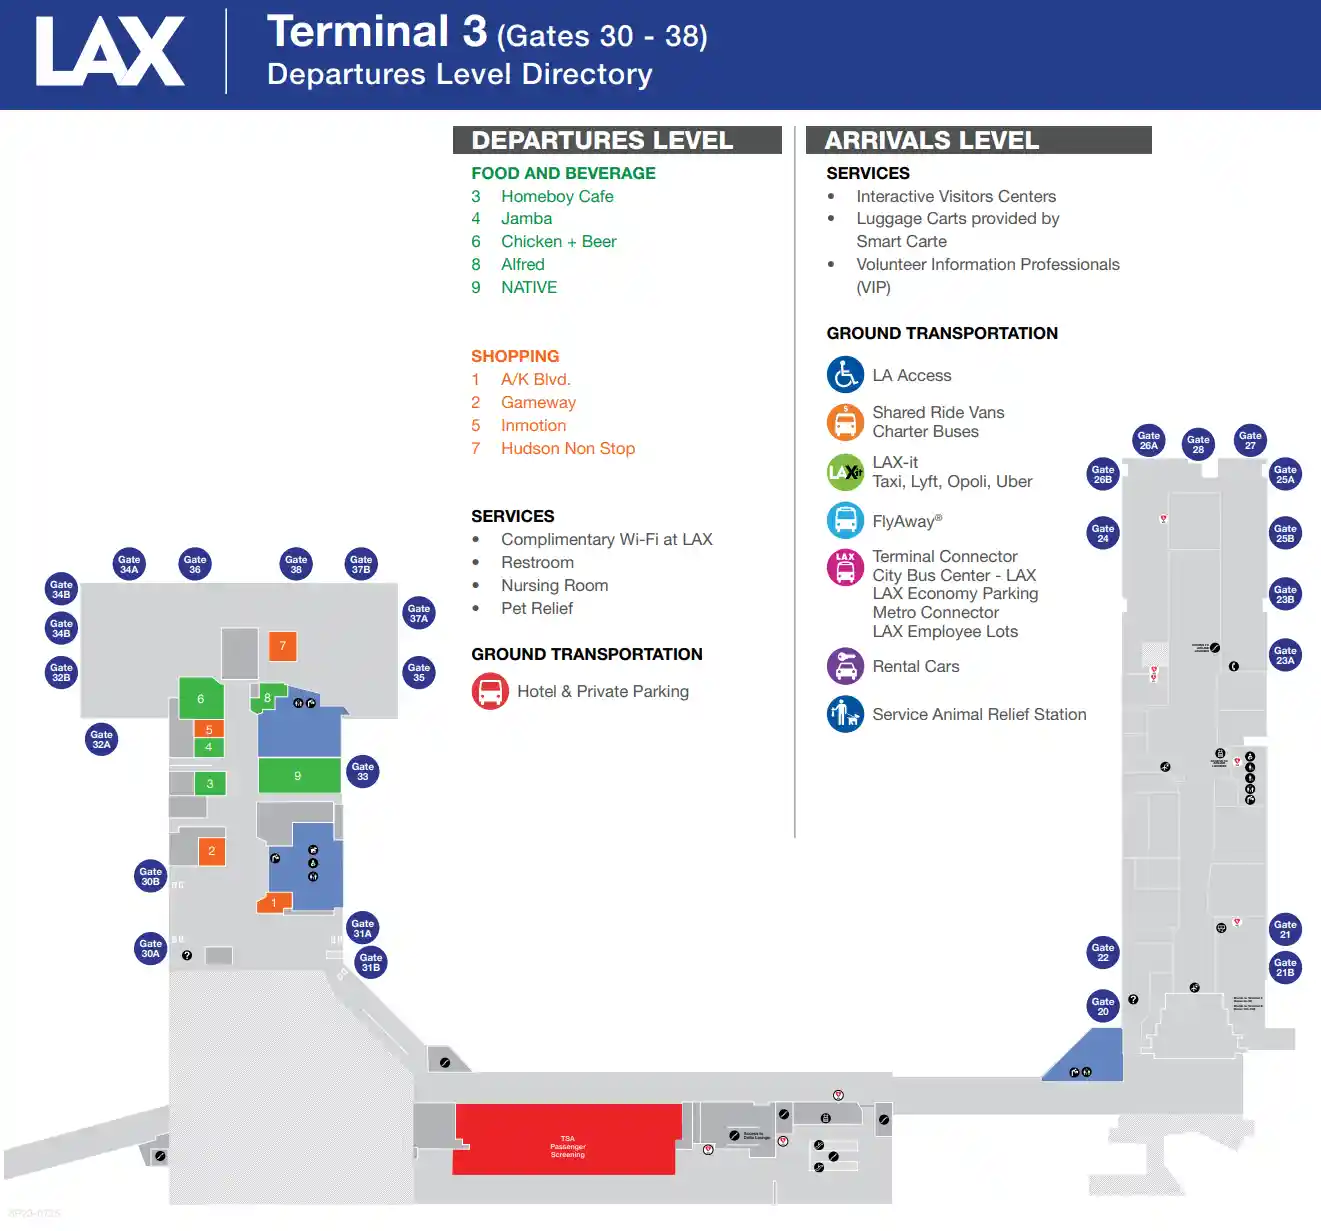 LAX
Terminal 3 (Gates 30 - 38)
Departures Level Directory
DEPARTURES LEVEL
FOOD AND BEVERAGE
3 Homeboy Cafe
4 Jamba
6 Chicken + Beer
8 Alfred
9 NATIVE
SHOPPING
1 A/K Blvd.
2 Gameway
5 Inmotion
7 Hudson Non Stop
SERVICES
• Complimentary Wi-Fi at LAX
• Restroom
• Nursing Room
• Pet Relief
GROUND TRANSPORTATION
Hotel & Private Parking
ARRIVALS LEVEL
SERVICES
• Interactive Visitors Centers
• Luggage Carts provided by
Smart Carte
• Volunteer Information Professionals
(VIP)
GROUND TRANSPORTATION
LA Access
5
Shared Ride Vans
Charter Buses
LAXit
LAX-it
Taxi, Lyft, Opoli, Uber
FlyAway®
LAX
Terminal Connector
City Bus Center - LAX
LAX Economy Parking
Metro Connector
LAX Employee Lots
Rental Cars
Service Animal Relief Station
Gate
34A
Gate
36
Gate
38
Gate
37B
Gate
34B
Gate
34B
Gate
32B
Gate
32A
Gate
37A
Gate
35
Gate
33
Gate
30B
Gate
30A
Gate
31A
Gate
31B
7
6
8
5
4
9
3
2
1
?
TSA
Passenger
Screening
Access to
Delta Lounge
Gate
26A
Gate
28
Gate
27
Gate
26B
Gate
25A
Gate
24
Gate
25B
Gate
23B
Gate
23A
Gate
22
Gate
21
Gate
21B
Gate
20
?